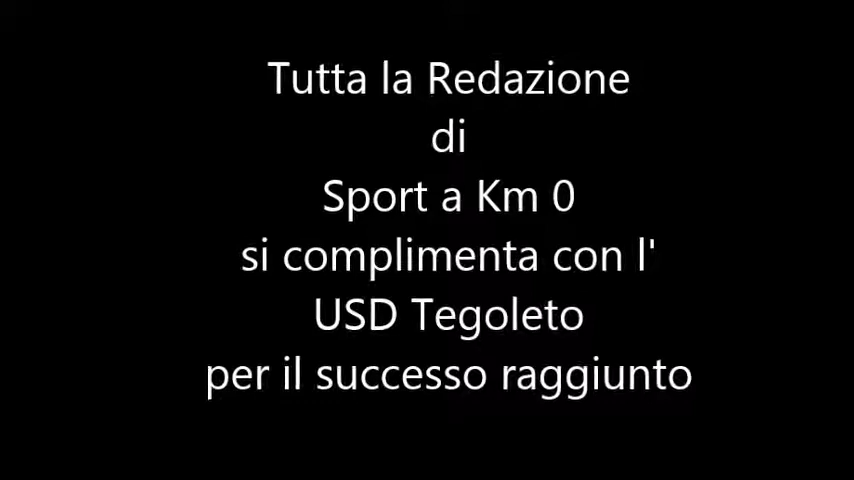 Tutta la Redazione
di
Sport a Km 0
si complimenta con l'
USD Tegoleto
per il successo raggiunto